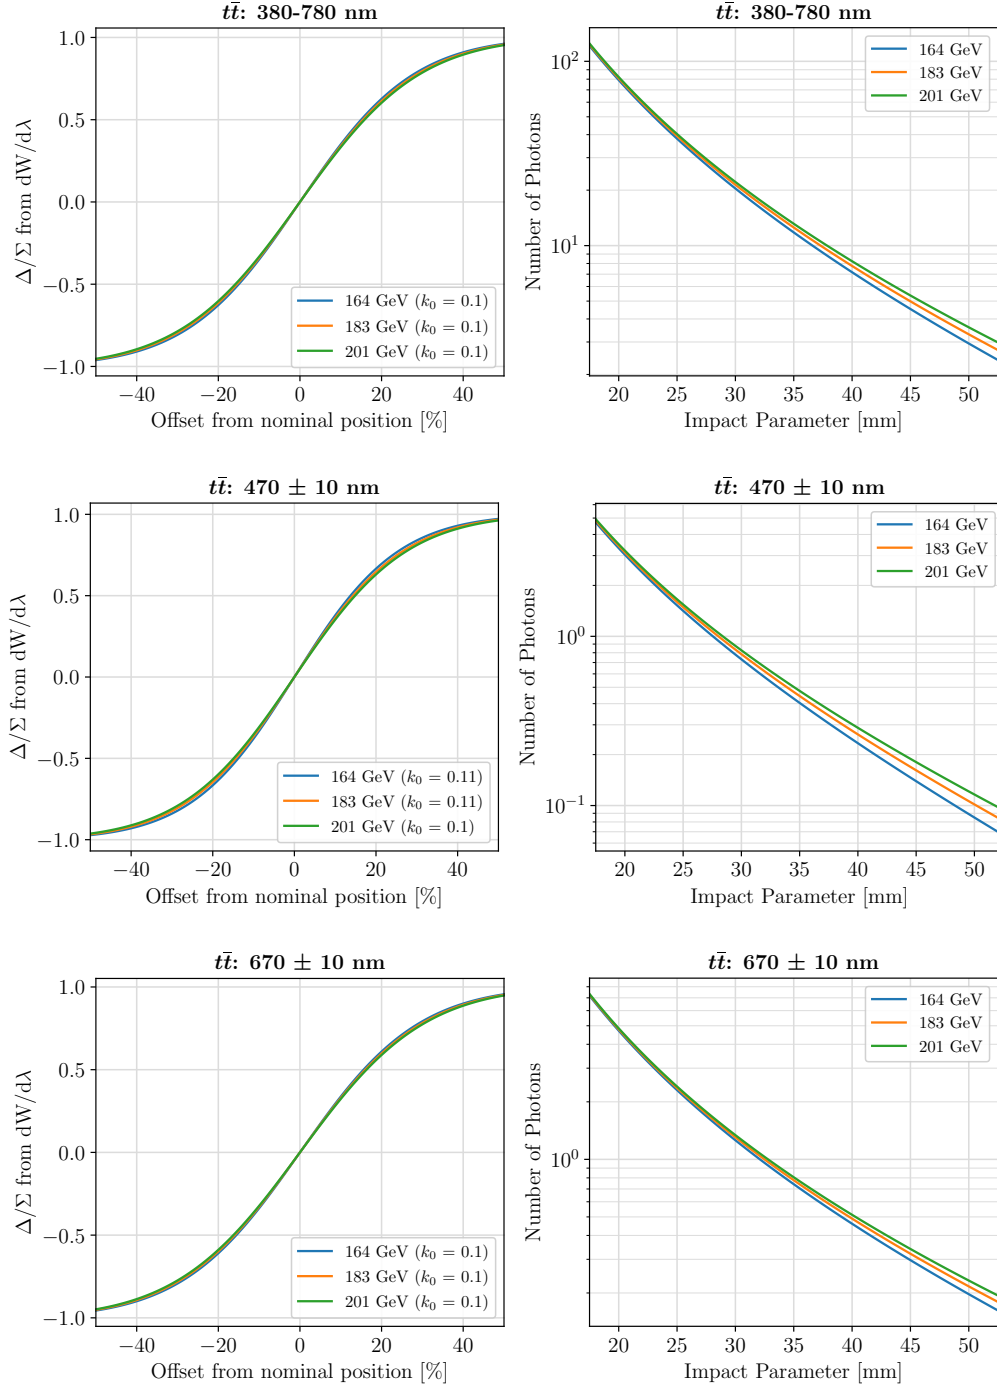 tt̄: 380-780 nm
1.0
0.5
0.0
−0.5
−1.0
Δ/Σ from dW/dλ
164 GeV (k₀ = 0.1)
183 GeV (k₀ = 0.1)
201 GeV (k₀ = 0.1)
−40 −20 0 20 40
Offset from nominal position [%]
tt̄: 380-780 nm
10²
10¹
Number of Photons
164 GeV
183 GeV
201 GeV
20 25 30 35 40 45 50
Impact Parameter [mm]
tt̄: 470 ± 10 nm
1.0
0.5
0.0
−0.5
−1.0
Δ/Σ from dW/dλ
164 GeV (k₀ = 0.11)
183 GeV (k₀ = 0.11)
201 GeV (k₀ = 0.1)
−40 −20 0 20 40
Offset from nominal position [%]
tt̄: 470 ± 10 nm
10⁰
10⁻¹
Number of Photons
164 GeV
183 GeV
201 GeV
20 25 30 35 40 45 50
Impact Parameter [mm]
tt̄: 670 ± 10 nm
1.0
0.5
0.0
−0.5
−1.0
Δ/Σ from dW/dλ
164 GeV (k₀ = 0.1)
183 GeV (k₀ = 0.1)
201 GeV (k₀ = 0.1)
−40 −20 0 20 40
Offset from nominal position [%]
tt̄: 670 ± 10 nm
10⁰
Number of Photons
164 GeV
183 GeV
201 GeV
20 25 30 35 40 45 50
Impact Parameter [mm]